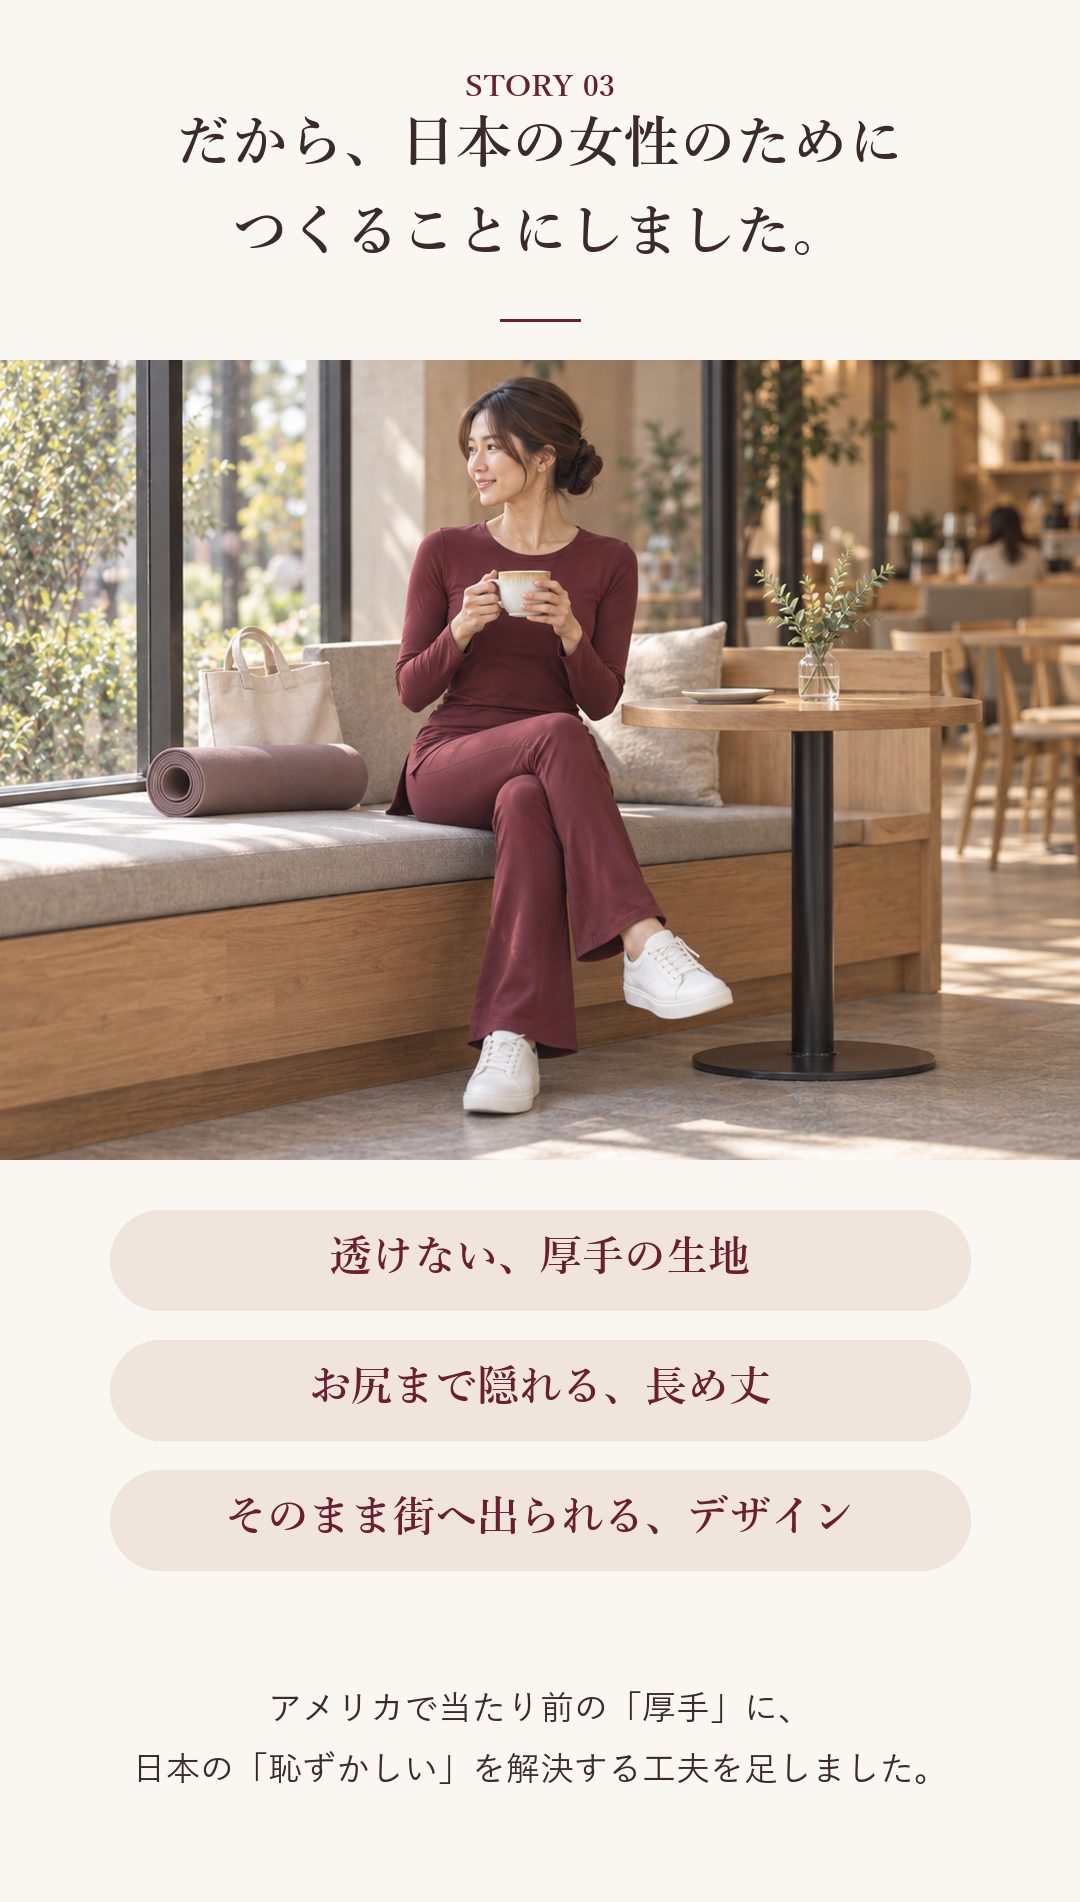 STORY 03
だから、日本の女性のために
つくることにしました。
透けない、厚手の生地
お尻まで隠れる、長め丈
そのまま街へ出られる、デザイン
アメリカで当たり前の「厚手」に、
日本の「恥ずかしい」を解決する工夫を足しました。